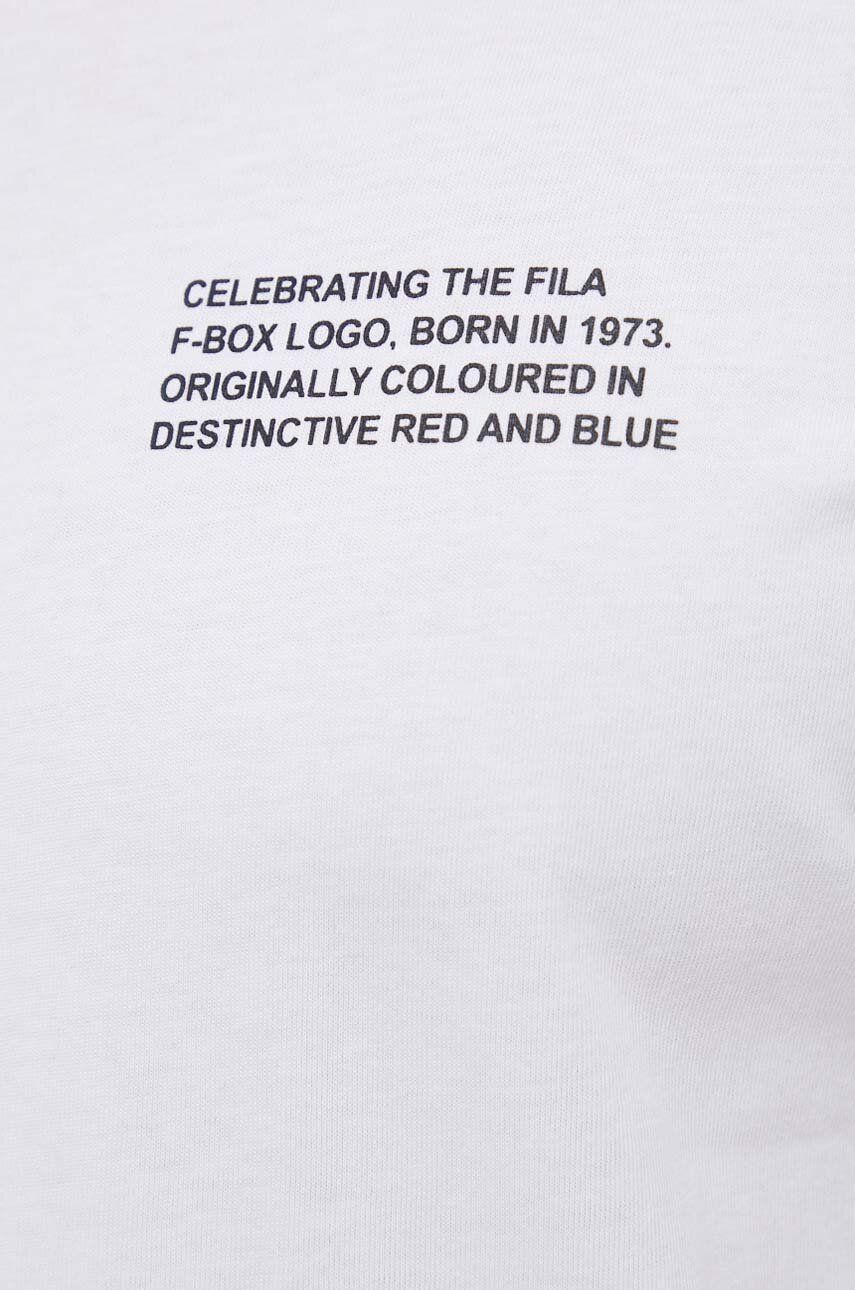 CELEBRATING THE FILA
F-BOX LOGO, BORN IN 1973.
ORIGINALLY COLOURED IN
DESTINCTIVE RED AND BLUE